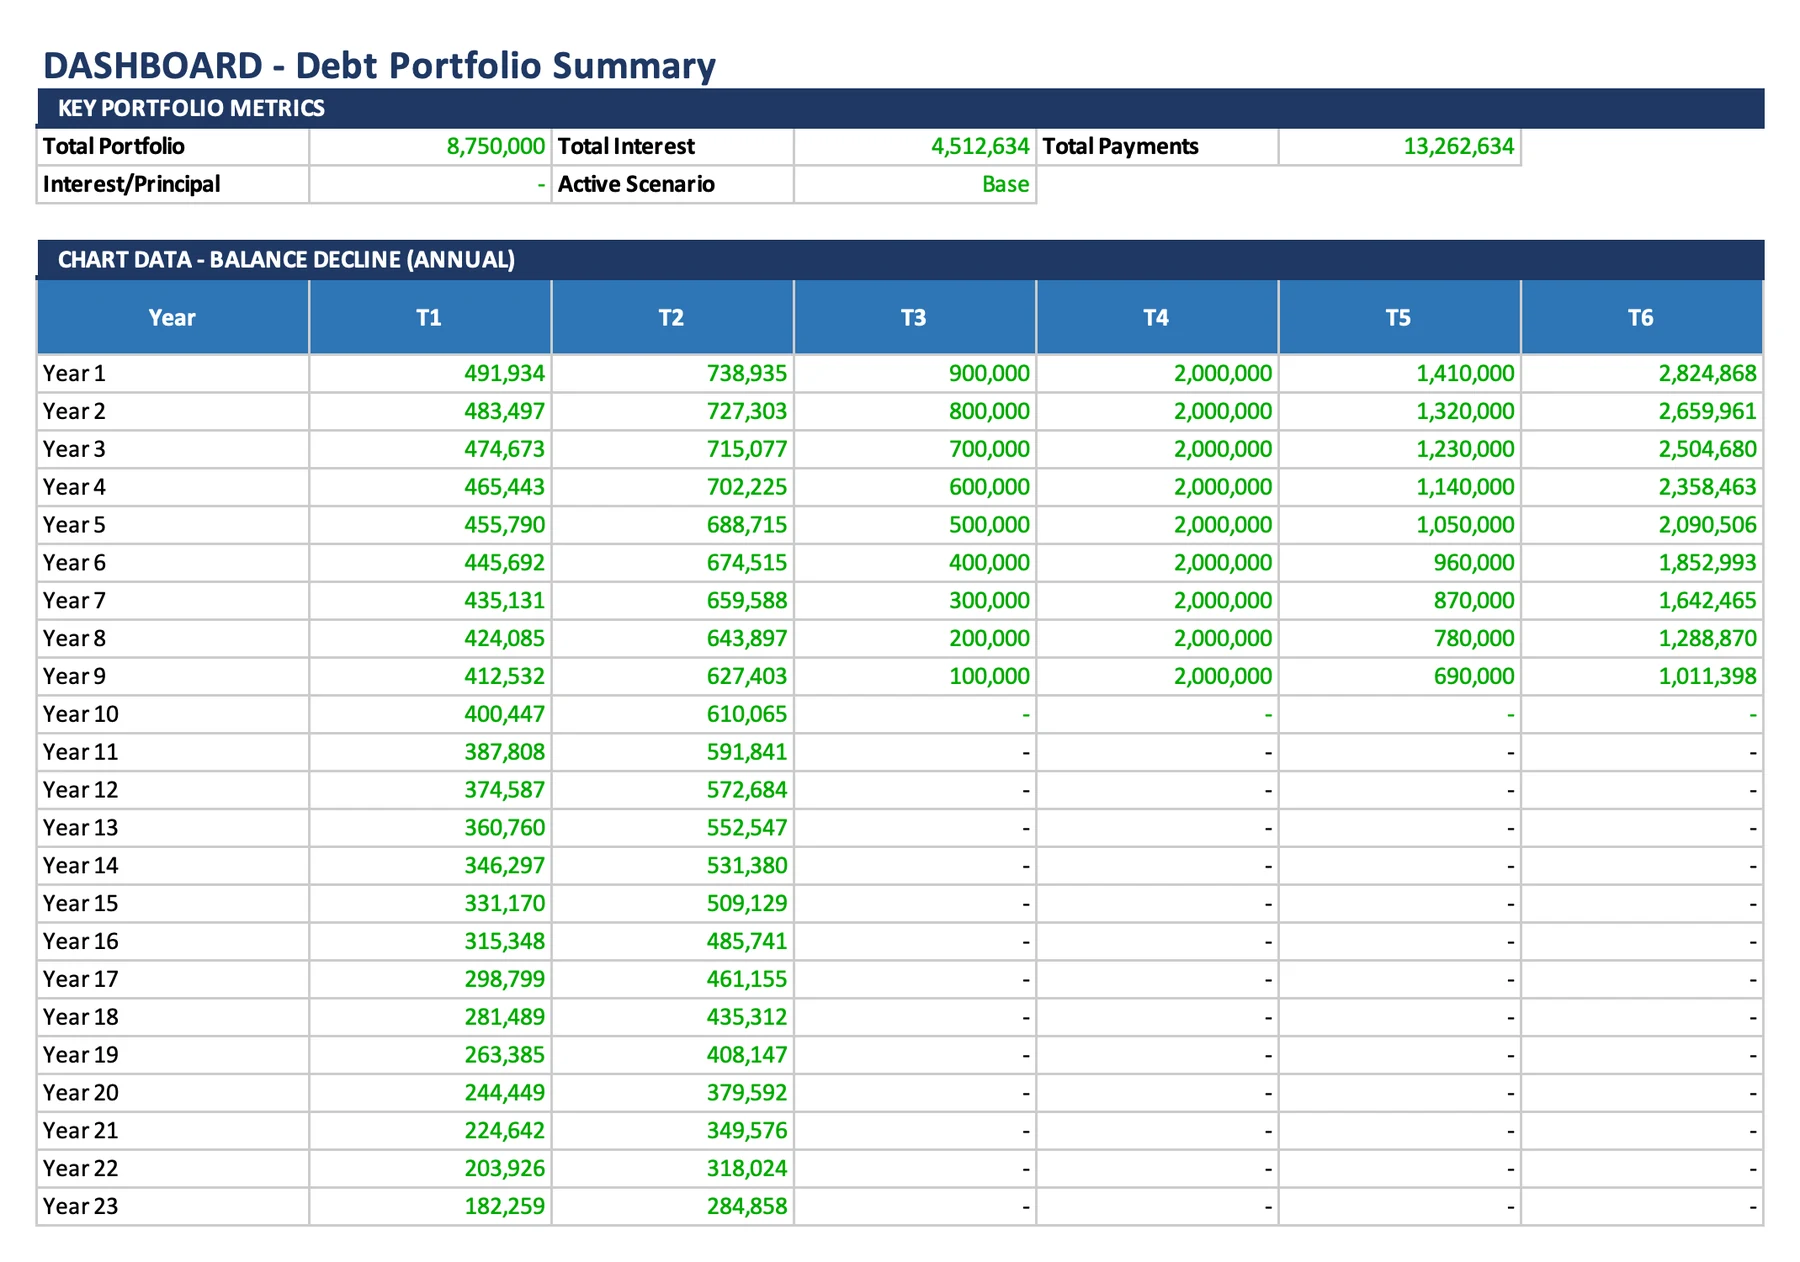 DASHBOARD - Debt Portfolio Summary
KEY PORTFOLIO METRICS
Total Portfolio 8,750,000 Total Interest 4,512,634 Total Payments 13,262,634
Interest/Principal - Active Scenario Base
CHART DATA - BALANCE DECLINE (ANNUAL)
Year T1 T2 T3 T4 T5 T6
Year 1 491,934 738,935 900,000 2,000,000 1,410,000 2,824,868
Year 2 483,497 727,303 800,000 2,000,000 1,320,000 2,659,961
Year 3 474,673 715,077 700,000 2,000,000 1,230,000 2,504,680
Year 4 465,443 702,225 600,000 2,000,000 1,140,000 2,358,463
Year 5 455,790 688,715 500,000 2,000,000 1,050,000 2,090,506
Year 6 445,692 674,515 400,000 2,000,000 960,000 1,852,993
Year 7 435,131 659,588 300,000 2,000,000 870,000 1,642,465
Year 8 424,085 643,897 200,000 2,000,000 780,000 1,288,870
Year 9 412,532 627,403 100,000 2,000,000 690,000 1,011,398
Year 10 400,447 610,065 - - - -
Year 11 387,808 591,841 - - - -
Year 12 374,587 572,684 - - - -
Year 13 360,760 552,547 - - - -
Year 14 346,297 531,380 - - - -
Year 15 331,170 509,129 - - - -
Year 16 315,348 485,741 - - - -
Year 17 298,799 461,155 - - - -
Year 18 281,489 435,312 - - - -
Year 19 263,385 408,147 - - - -
Year 20 244,449 379,592 - - - -
Year 21 224,642 349,576 - - - -
Year 22 203,926 318,024 - - - -
Year 23 182,259 284,858 - - - -